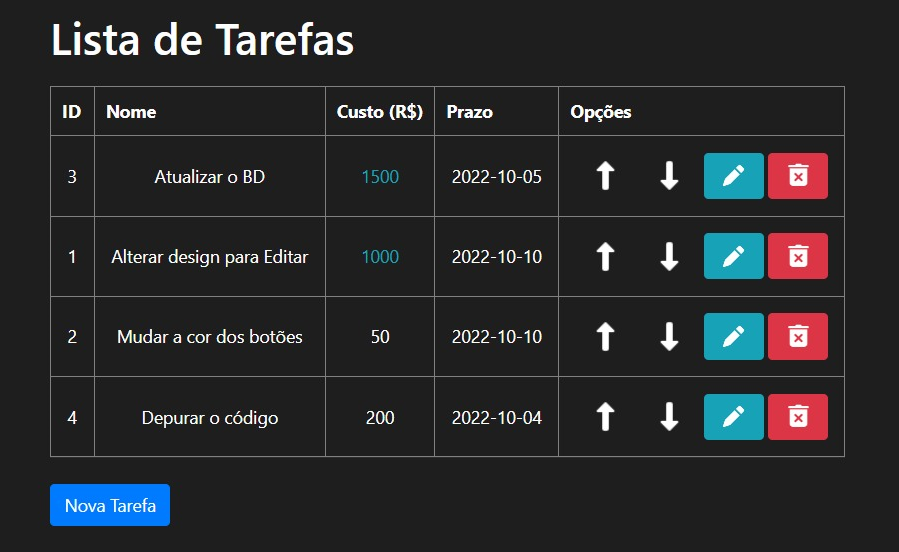 Lista de Tarefas
ID Nome Custo (R$) Prazo Opções
3 Atualizar o BD 1500 2022-10-05
1 Alterar design para Editar 1000 2022-10-10
2 Mudar a cor dos botões 50 2022-10-10
4 Depurar o código 200 2022-10-04
Nova Tarefa